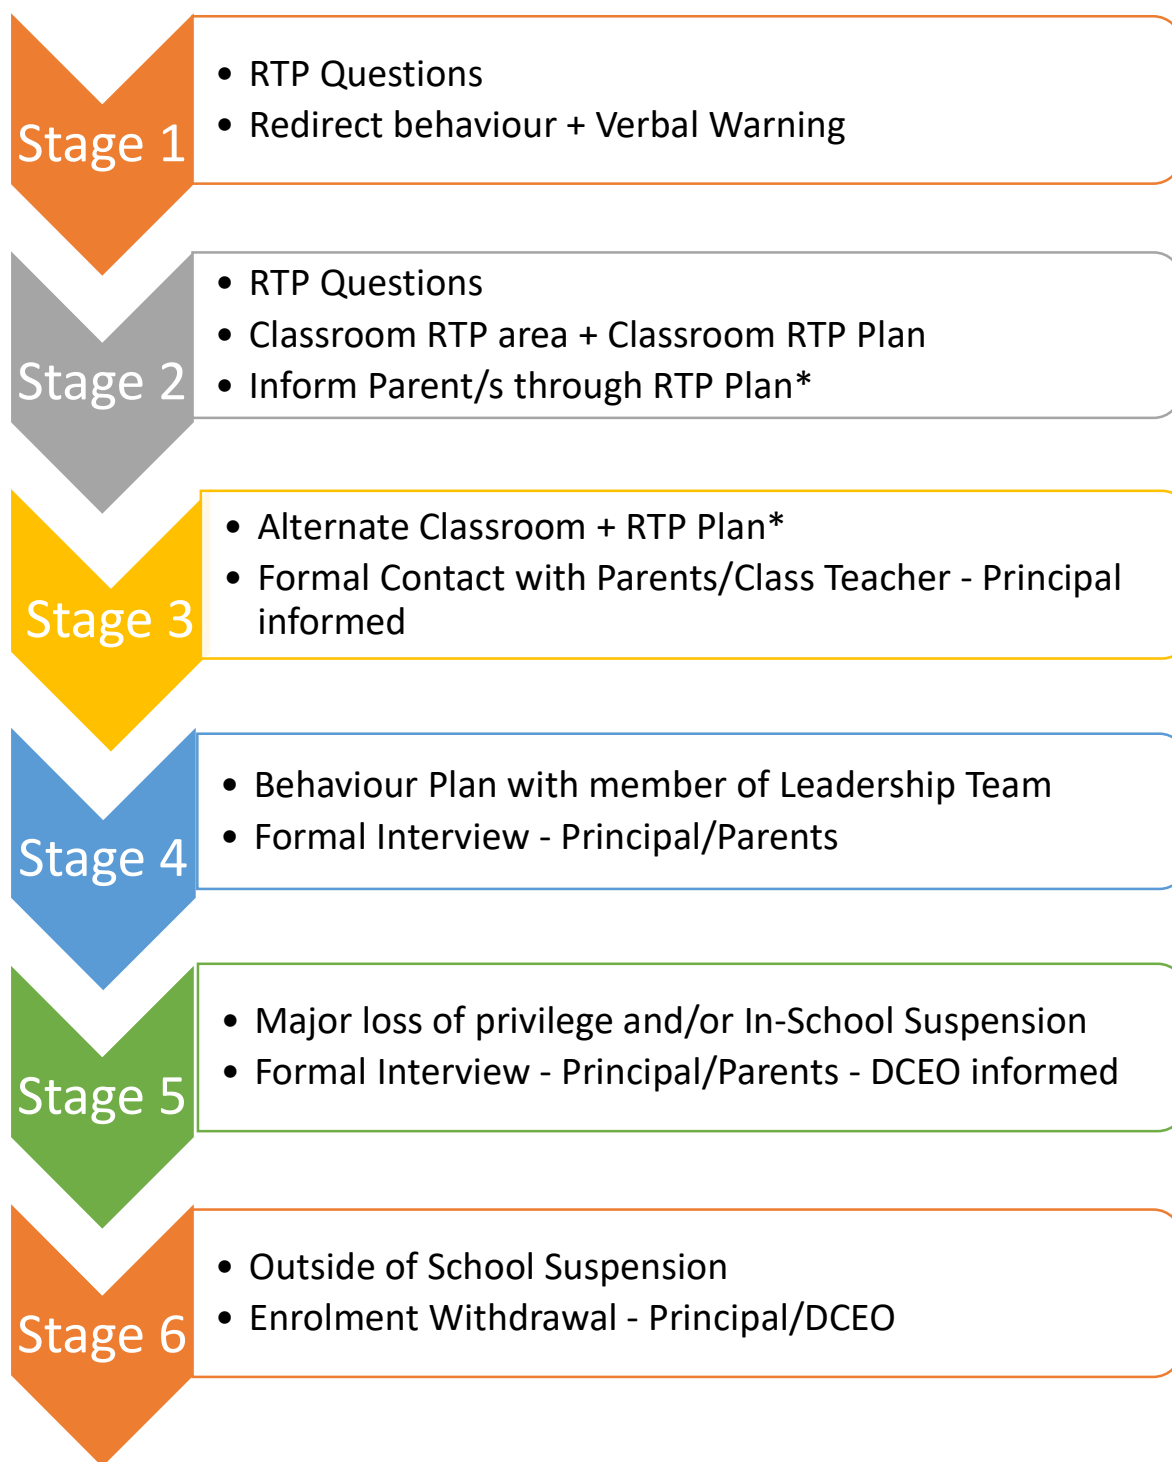 Stage 1
• RTP Questions
• Redirect behaviour + Verbal Warning
Stage 2
• RTP Questions
• Classroom RTP area + Classroom RTP Plan
• Inform Parent/s through RTP Plan*
Stage 3
• Alternate Classroom + RTP Plan*
• Formal Contact with Parents/Class Teacher - Principal
informed
Stage 4
• Behaviour Plan with member of Leadership Team
• Formal Interview - Principal/Parents
Stage 5
• Major loss of privilege and/or In-School Suspension
• Formal Interview - Principal/Parents - DCEO informed
Stage 6
• Outside of School Suspension
• Enrolment Withdrawal - Principal/DCEO